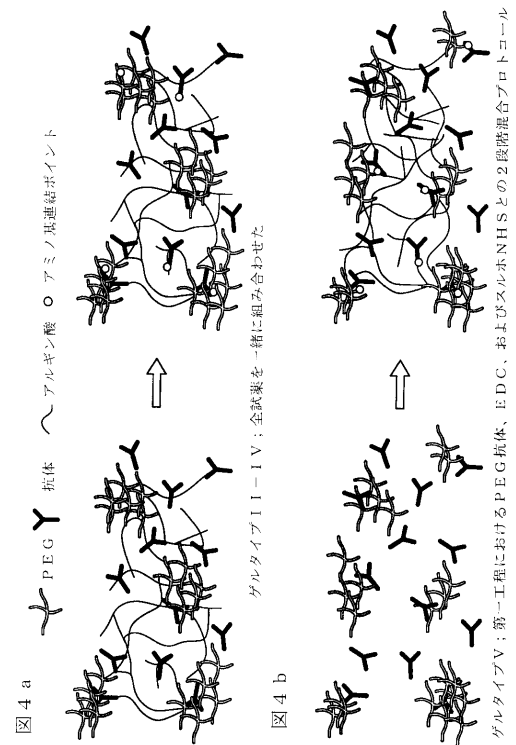 図4a
PEG 抗体 アルギン酸 アミノ基連結ポイント
ゲルタイプII－IV；全試薬を一緒に組み合わせた
図4b
ゲルタイプV；第一工程におけるPEG抗体、EDC、およびスルホNHSとの2段階混合プロトコール